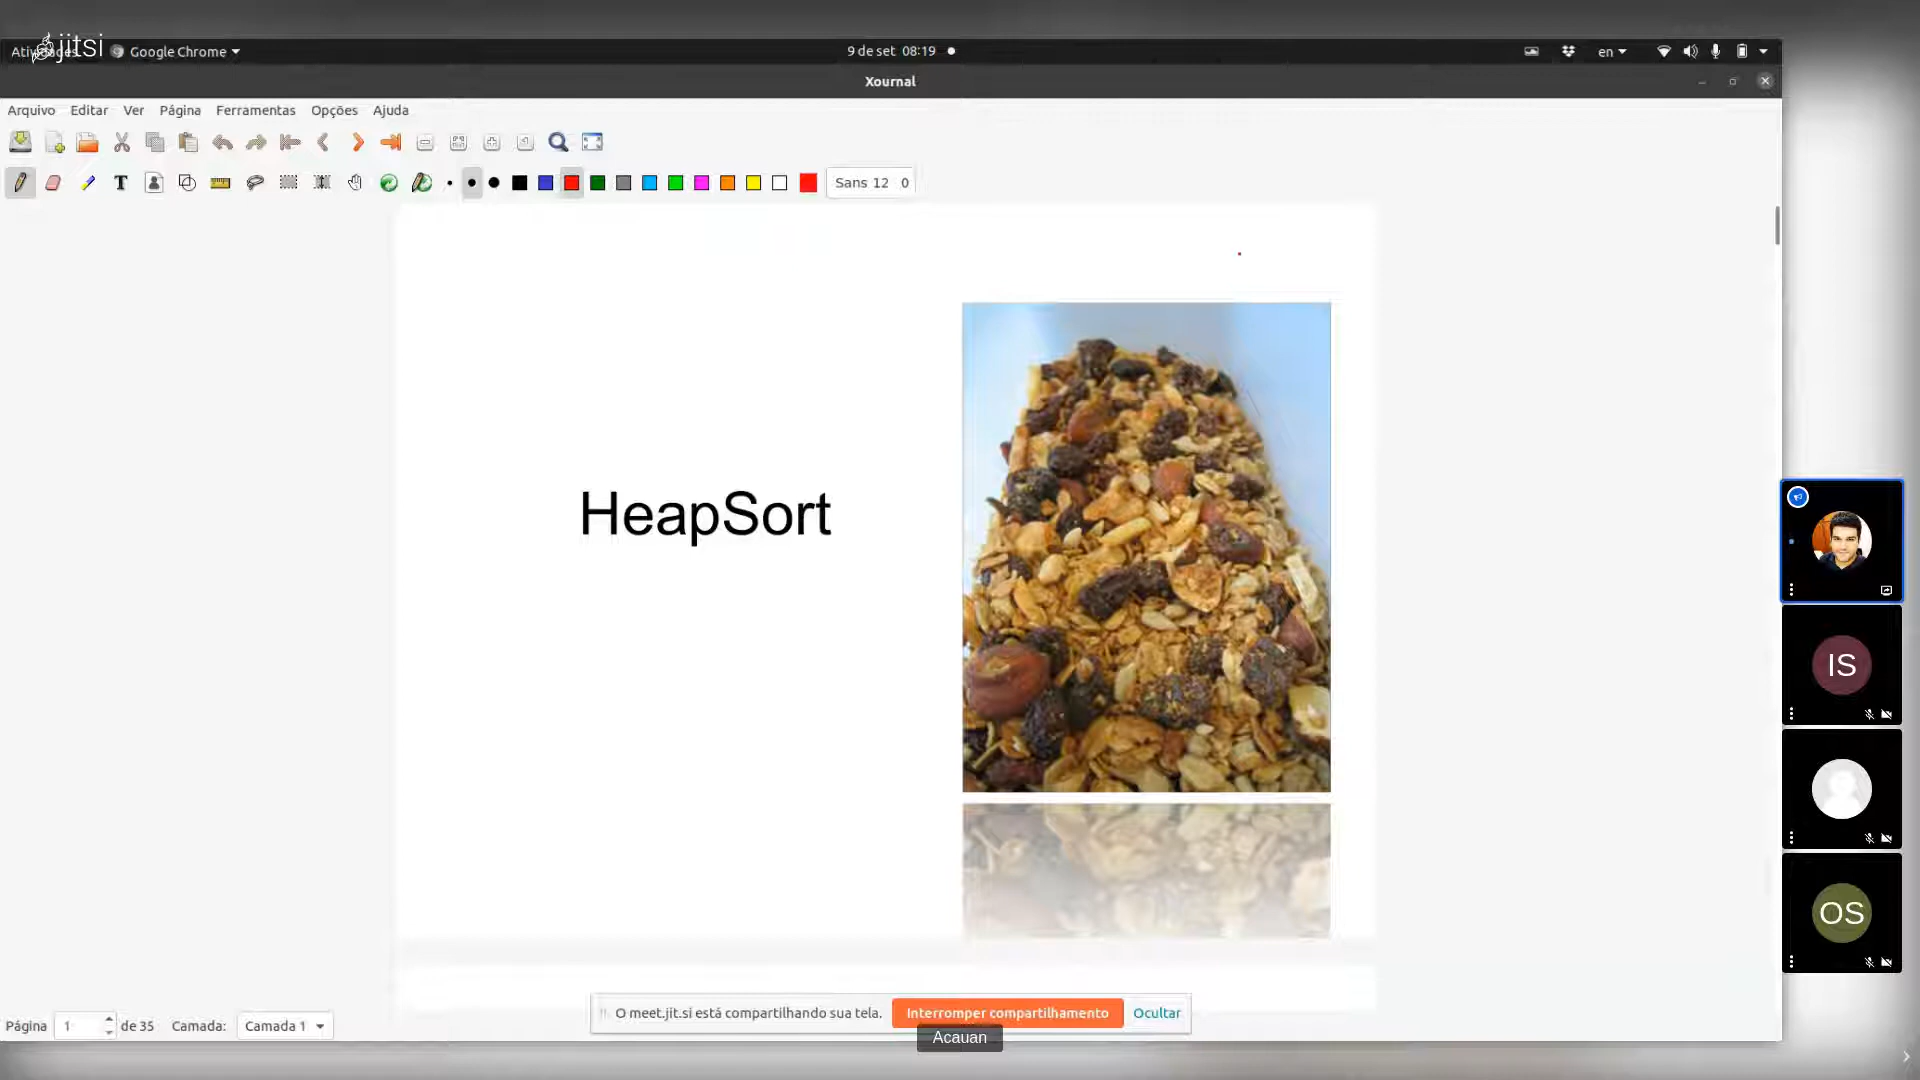 jitsi
Atividades Google Chrome 9 de set 08:19 en
Xournal
Arquivo Editar Ver Página Ferramentas Opções Ajuda
T Sans 12 0
HeapSort
IS
OS
Página 1 de 35 Camada: Camada 1
O meet.jit.si está compartilhando sua tela. Interromper compartilhamento Ocultar
Acauan